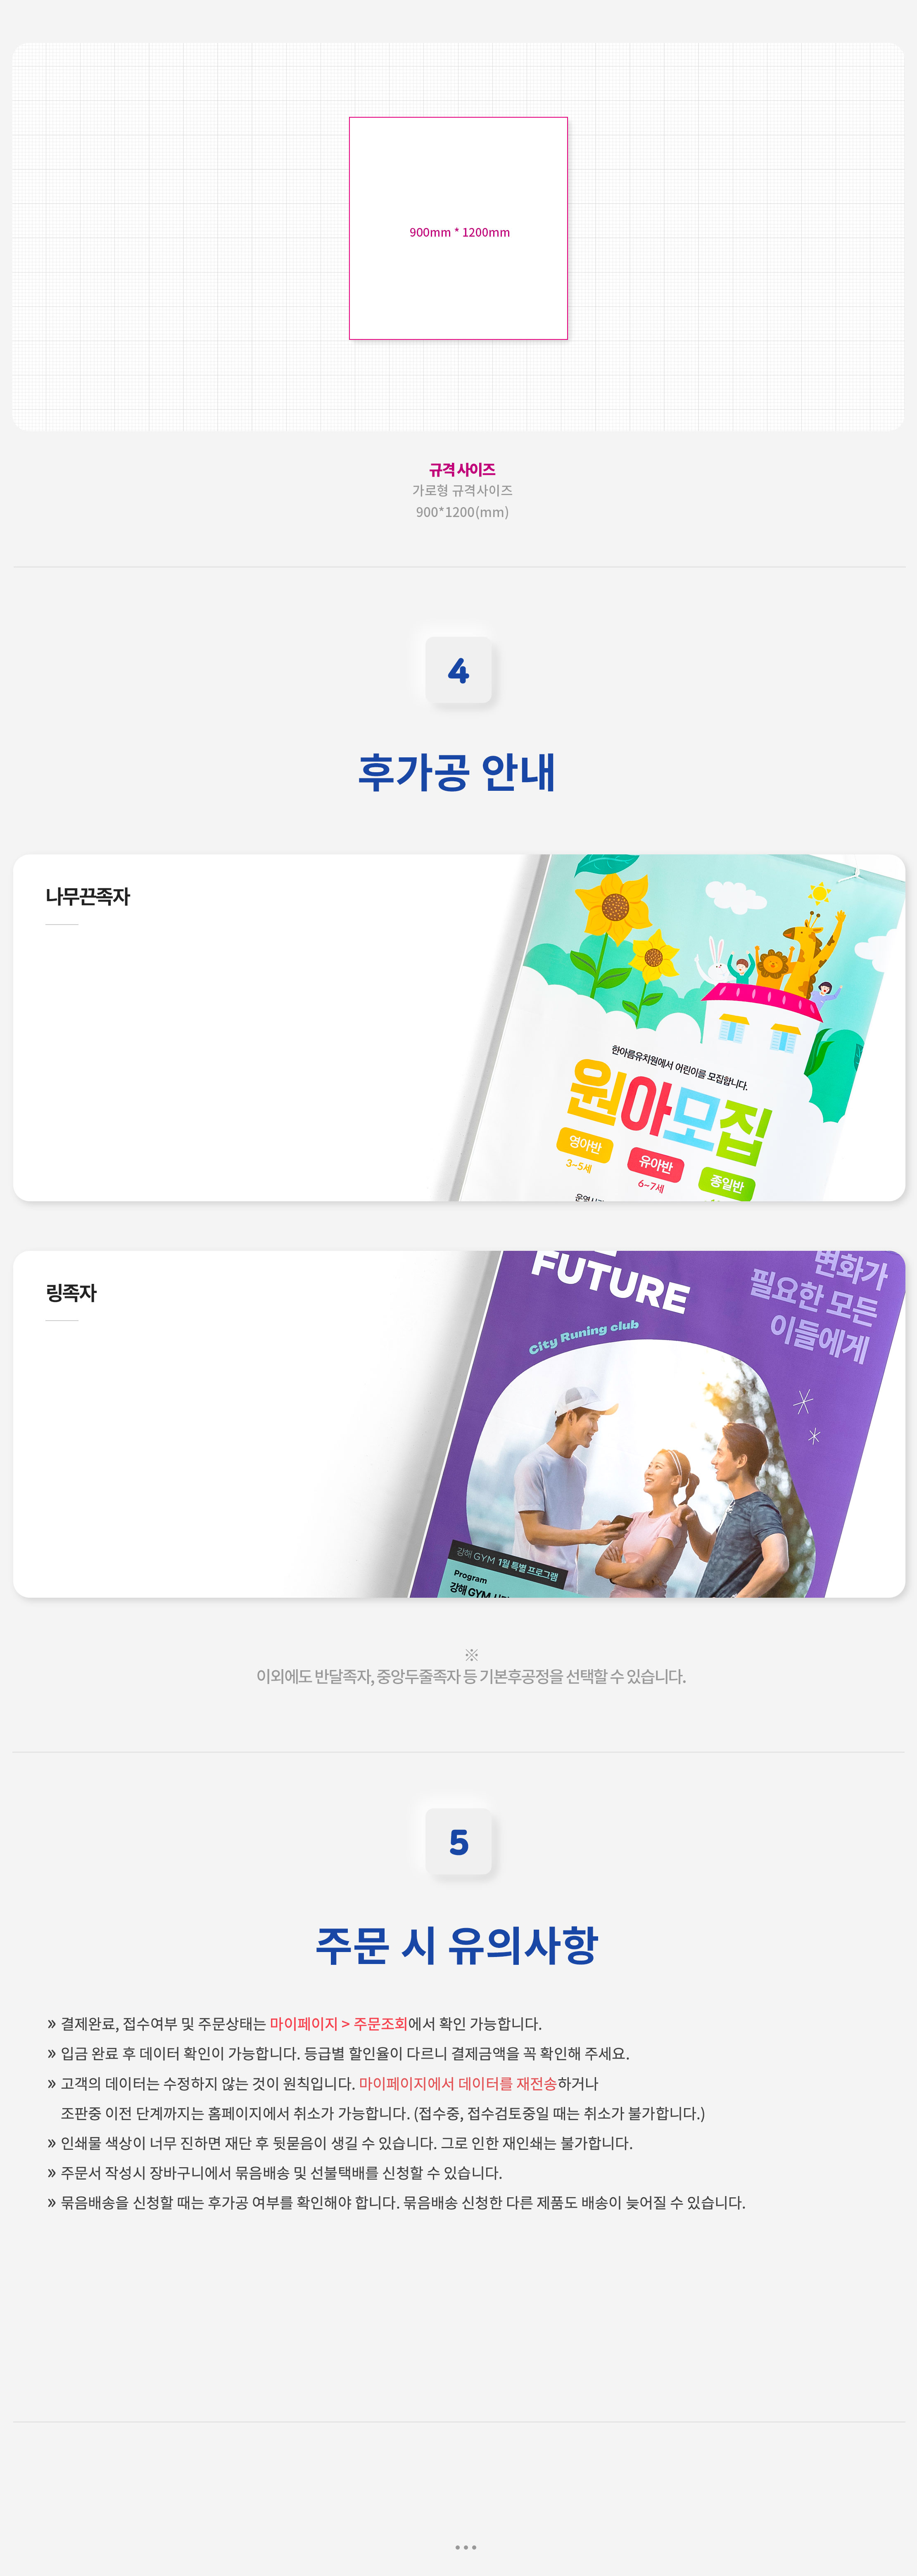 900mm * 1200mm
규격 사이즈
가로형 규격사이즈
900*1200(mm)
4
후가공 안내
나무끈족자
한아름유치원에서 어린이를 모집합니다.
원아모집
영아반
3~5세
유아반
6~7세
종일반
링족자
FUTURE
City Runing club
변화가
필요한 모든
이들에게
강해 GYM 1월 특별 프로그램
Program
강해 GYM
※
이외에도 반달족자, 중앙두줄족자 등 기본후공정을 선택할 수 있습니다.
5
주문 시 유의사항
» 결제완료, 접수여부 및 주문상태는 마이페이지 > 주문조회에서 확인 가능합니다.
» 입금 완료 후 데이터 확인이 가능합니다. 등급별 할인율이 다르니 결제금액을 꼭 확인해 주세요.
» 고객의 데이터는 수정하지 않는 것이 원칙입니다. 마이페이지에서 데이터를 재전송하거나
조판중 이전 단계까지는 홈페이지에서 취소가 가능합니다. (접수중, 접수검토중일 때는 취소가 불가합니다.)
» 인쇄물 색상이 너무 진하면 재단 후 뒷묻음이 생길 수 있습니다. 그로 인한 재인쇄는 불가합니다.
» 주문서 작성시 장바구니에서 묶음배송 및 선불택배를 신청할 수 있습니다.
» 묶음배송을 신청할 때는 후가공 여부를 확인해야 합니다. 묶음배송 신청한 다른 제품도 배송이 늦어질 수 있습니다.